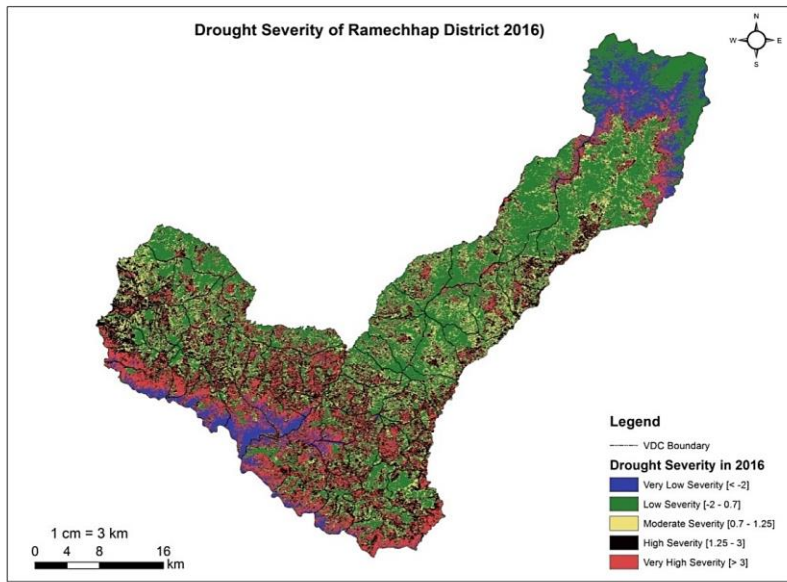 Drought Severity of Ramechhap District 2016)
N
W E
S
Legend
VDC Boundary
Drought Severity in 2016
Very Low Severity [< -2]
Low Severity [-2 - 0.7]
Moderate Severity [0.7 - 1.25]
High Severity [1.25 - 3]
Very High Severity [> 3]
1 cm = 3 km
0 4 8 16
km